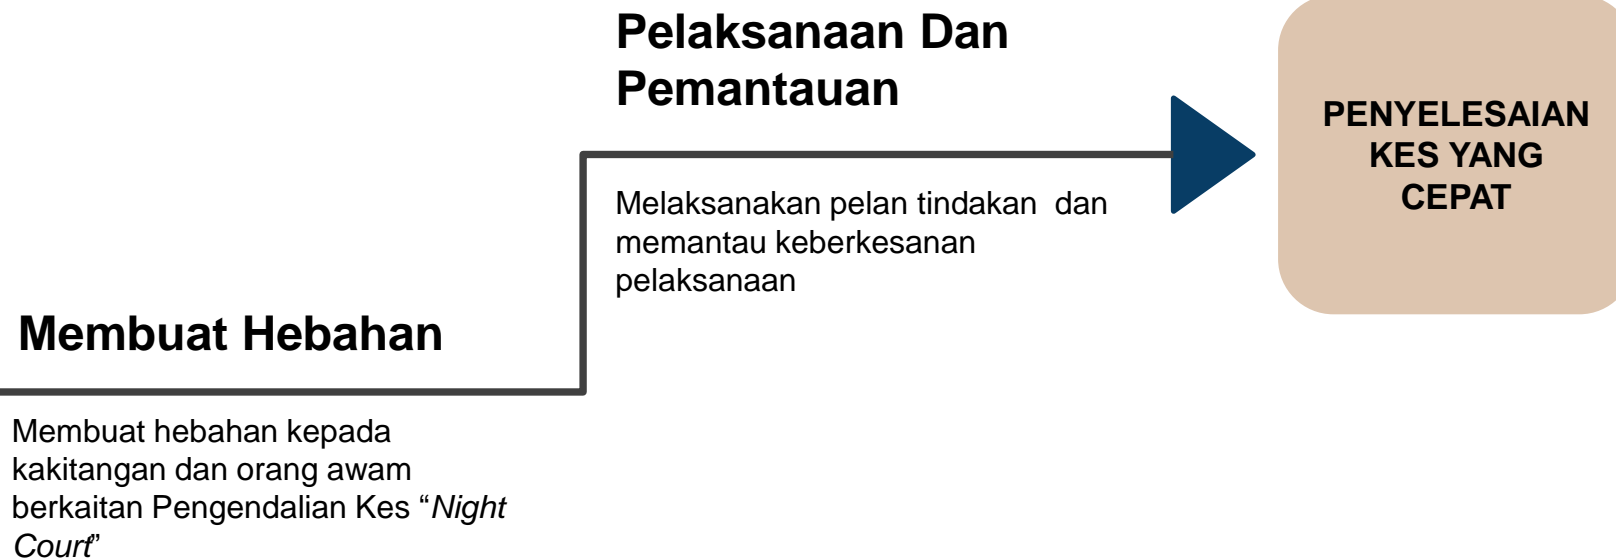 Pelaksanaan Dan
Pemantauan
Melaksanakan pelan tindakan dan
memantau keberkesanan
pelaksanaan
PENYELESAIAN
KES YANG
CEPAT
Membuat Hebahan
Membuat hebahan kepada
kakitangan dan orang awam
berkaitan Pengendalian Kes “Night
Court”